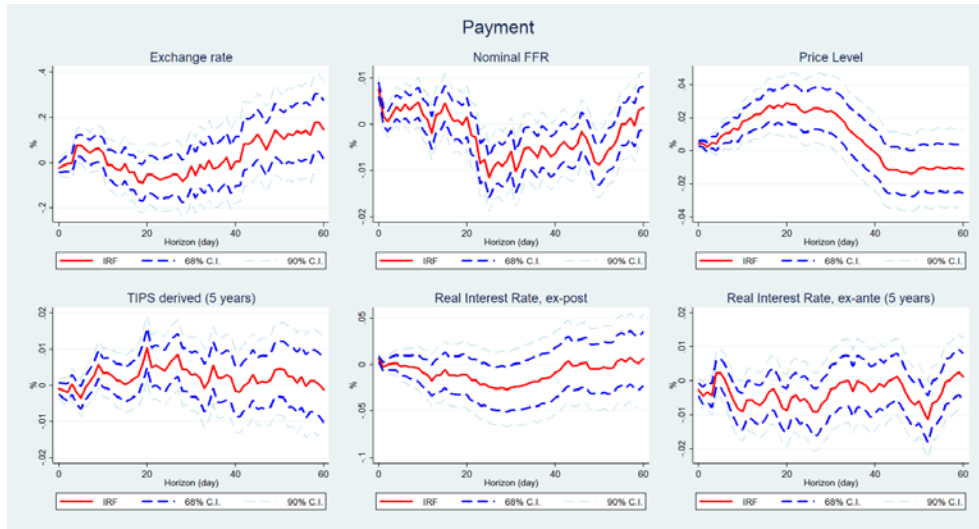 Payment
Exchange rate
.4
.2
0
-.2
%
0 20 40 60
Horizon (day)
IRF 68% C.I. 90% C.I.
Nominal FFR
.01
0
-.01
-.02
%
0 20 40 60
Horizon (day)
IRF 68% C.I. 90% C.I.
Price Level
.04
.02
0
-.02
-.04
%
0 20 40 60
Horizon (day)
IRF 68% C.I. 90% C.I.
TIPS derived (5 years)
.02
.01
0
-.01
-.02
%
0 20 40 60
Horizon (day)
IRF 68% C.I. 90% C.I.
Real Interest Rate, ex-post
.05
0
-.05
-.1
%
0 20 40 60
Horizon (day)
IRF 68% C.I. 90% C.I.
Real Interest Rate, ex-ante (5 years)
.02
.01
0
-.01
-.02
%
0 20 40 60
Horizon (day)
IRF 68% C.I. 90% C.I.